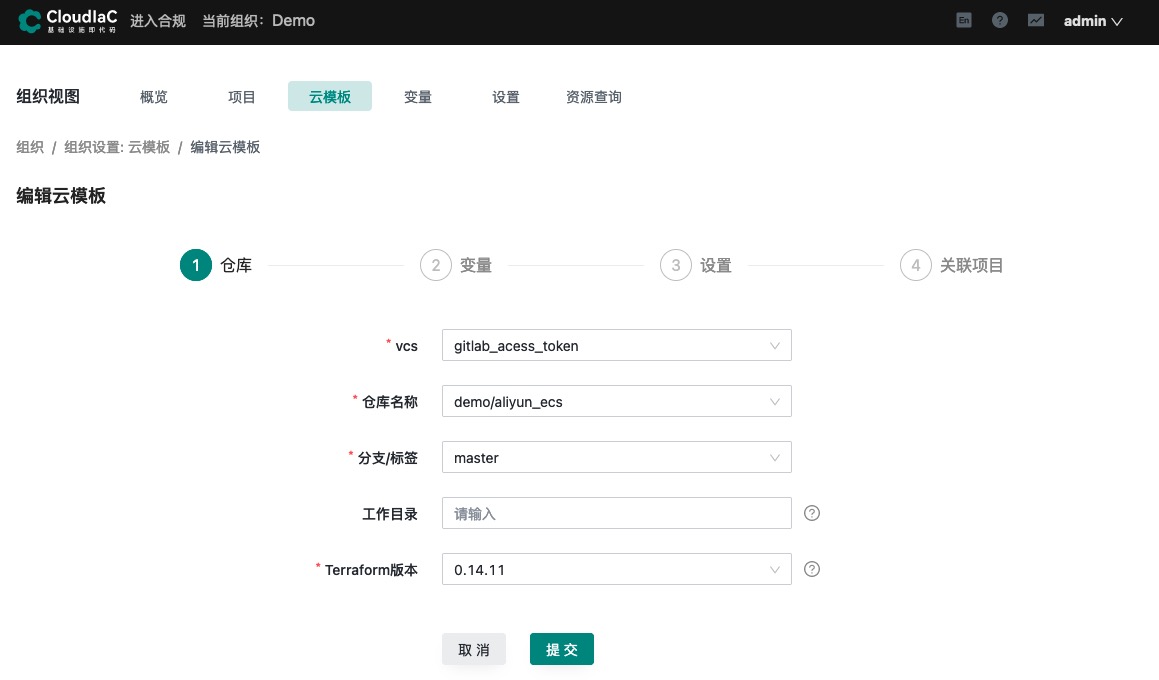 CloudIaC 进入合规 当前组织: Demo En ? admin
基础设施即代码
组织视图 概览 项目 云模板 变量 设置 资源查询
组织 / 组织设置: 云模板 / 编辑云模板
编辑云模板
1 仓库 2 变量 3 设置 4 关联项目
* vcs gitlab_acess_token
* 仓库名称 demo/aliyun_ecs
* 分支/标签 master
工作目录 请输入 ?
* Terraform版本 0.14.11 ?
取 消 提 交